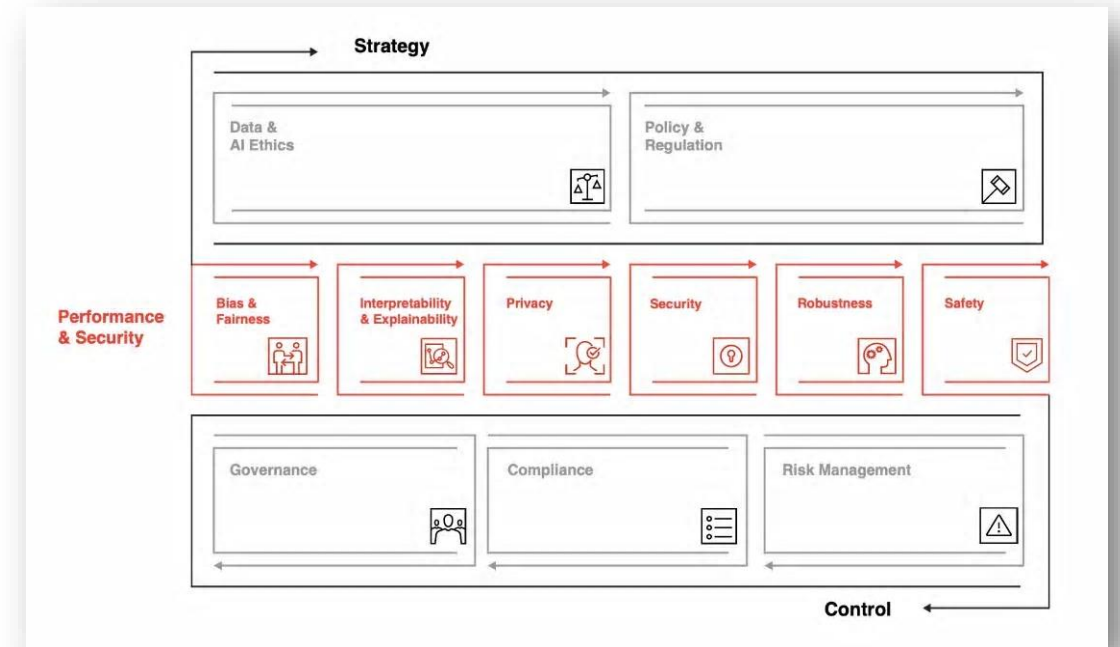 Strategy
Data &
AI Ethics
Policy &
Regulation
Performance
& Security
Bias &
Fairness
Interpretability
& Explainability
Privacy
Security
Robustness
Safety
Governance
Compliance
Risk Management
Control